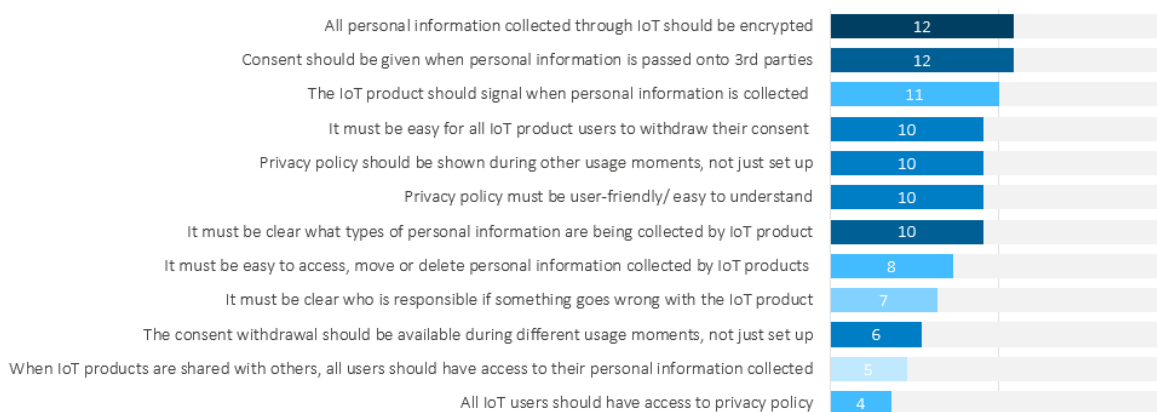 All personal information collected through IoT should be encrypted 12
Consent should be given when personal information is passed onto 3rd parties 12
The IoT product should signal when personal information is collected 11
It must be easy for all IoT product users to withdraw their consent 10
Privacy policy should be shown during other usage moments, not just set up 10
Privacy policy must be user-friendly/ easy to understand 10
It must be clear what types of personal information are being collected by IoT product 10
It must be easy to access, move or delete personal information collected by IoT products 8
It must be clear who is responsible if something goes wrong with the IoT product 7
The consent withdrawal should be available during different usage moments, not just set up 6
When IoT products are shared with others, all users should have access to their personal information collected 5
All IoT users should have access to privacy policy 4